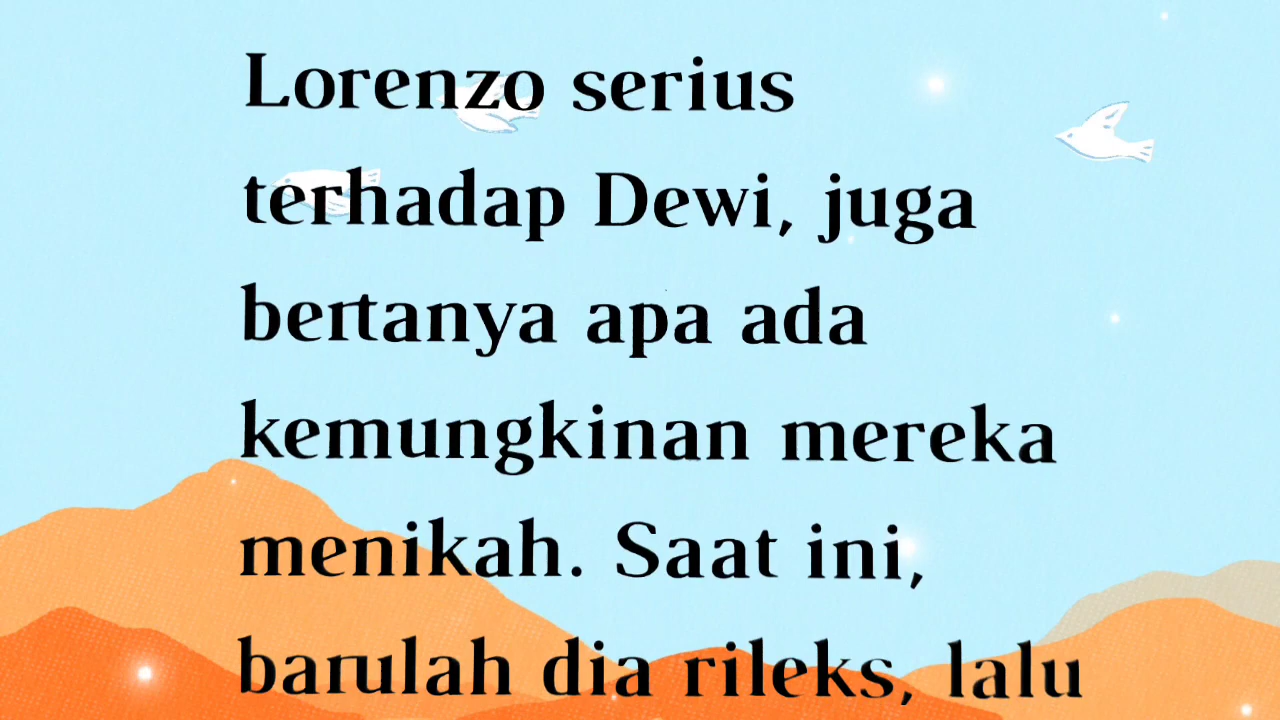 Lorenzo serius
terhadap Dewi, juga
bertanya apa ada
kemungkinan mereka
menikah. Saat ini,
barulah dia rileks, lalu